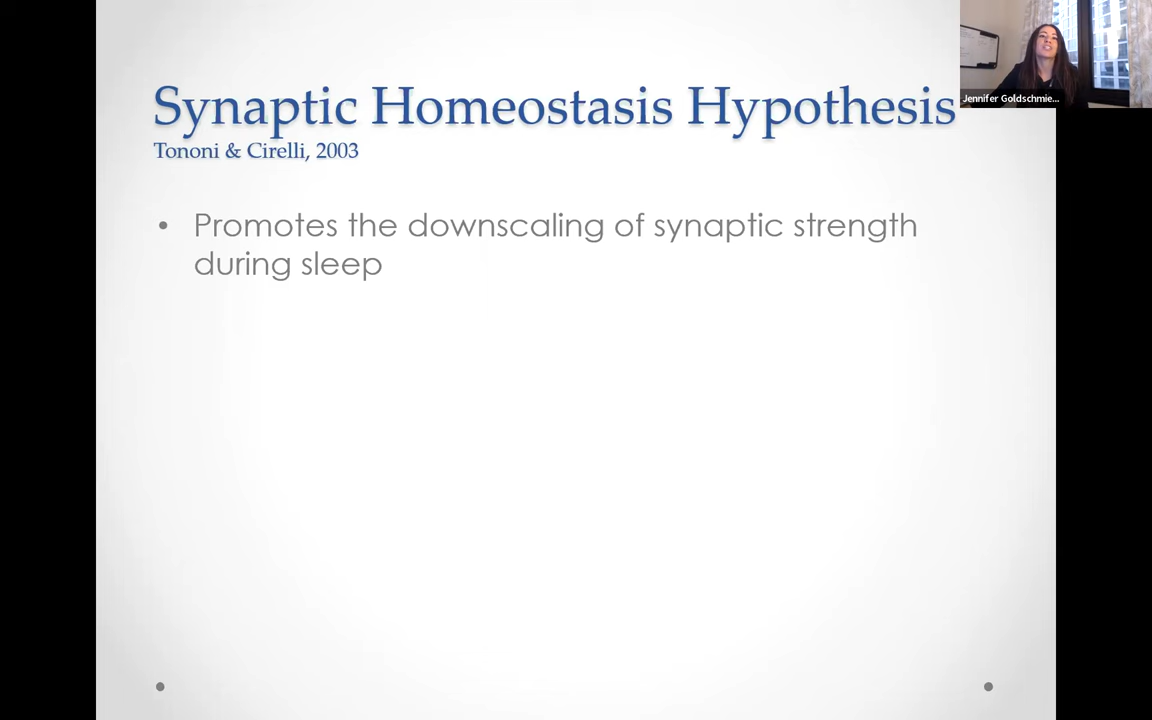 Synaptic Homeostasis Hypothesis
Tononi & Cirelli, 2003
• Promotes the downscaling of synaptic strength
during sleep
Jennifer Goldschmie...